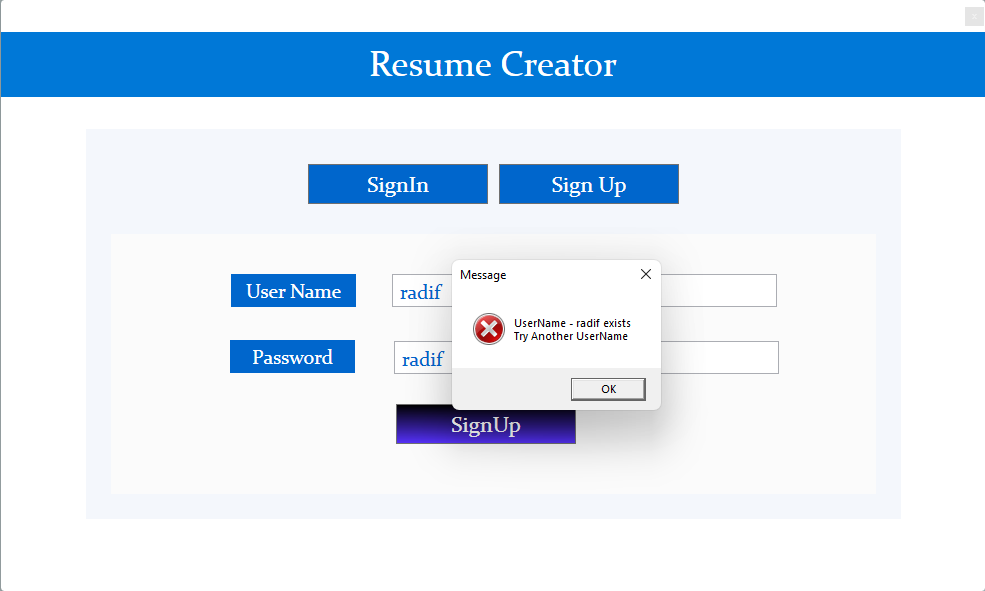 Resume Creator
SignIn
Sign Up
User Name
radif
Message
UserName - radif exists
Try Another UserName
Password
radif
OK
SignUp